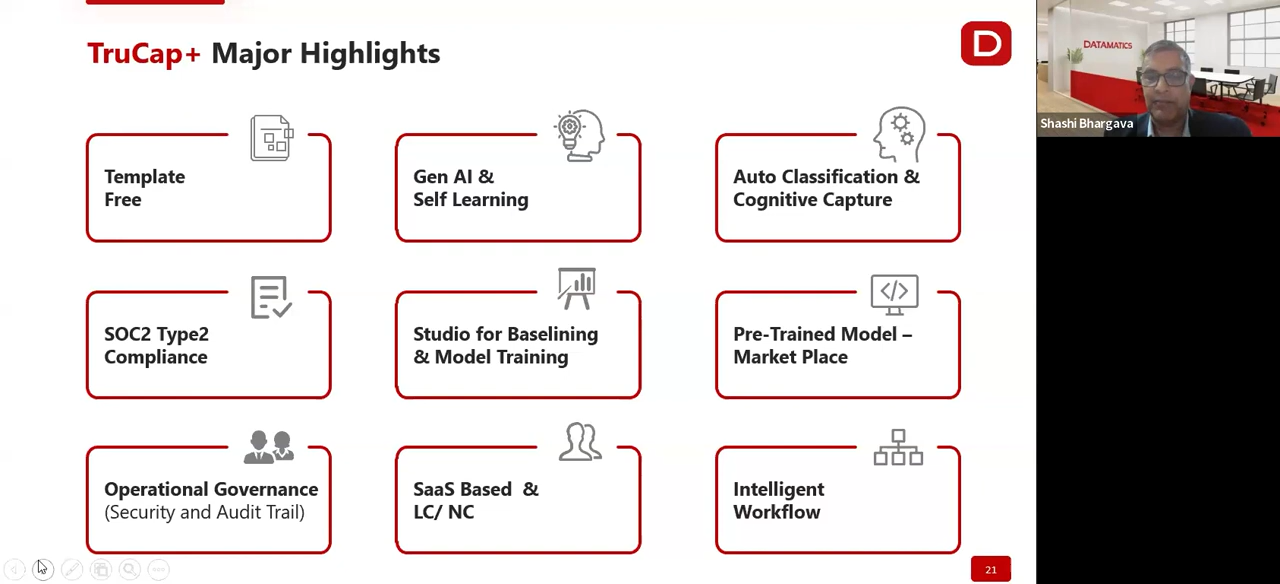 TruCap+ Major Highlights
D
DATAMATICS
Shashi Bhargava
Template
Free
Gen AI &
Self Learning
Auto Classification &
Cognitive Capture
</>
SOC2 Type2
Compliance
Studio for Baselining
& Model Training
Pre-Trained Model –
Market Place
Operational Governance
(Security and Audit Trail)
SaaS Based &
LC/ NC
Intelligent
Workflow
21